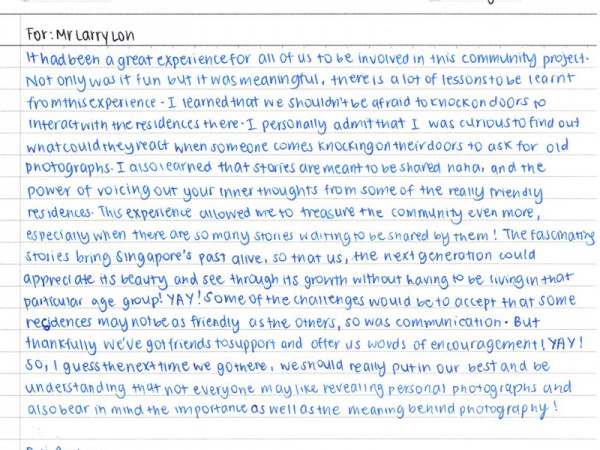 For: Mr Larry Loh
It had been a great experience for all of us to be involved in this community project.
Not only was it fun but it was meaningful, there is a lot of lessons to be learnt
from this experience. I learned that we shouldn't be afraid to knock on doors to
interact with the residences there. I personally admit that I was curious to find out
what could they react when someone comes knocking on their doors to ask for old
photographs. I also learned that stories are meant to be shared haha, and the
power of voicing out your inner thoughts from some of the really friendly
residences. This experience allowed me to treasure the community even more,
especially when there are so many stories waiting to be shared by them! The fascinating
stories bring Singapore's past alive, so that us, the next generation could
appreciate its beauty and see through its growth without having to be living in that
particular age group! YAY! Some of the challenges would be to accept that some
residences may not be as friendly as the others, so was communication. But
thankfully we've got friends to support and offer us words of encouragement! YAY!
So, I guess the next time we go there, we should really put in our best and be
understanding that not everyone may like revealing personal photographs and
also bear in mind the importance as well as the meaning behind photography!